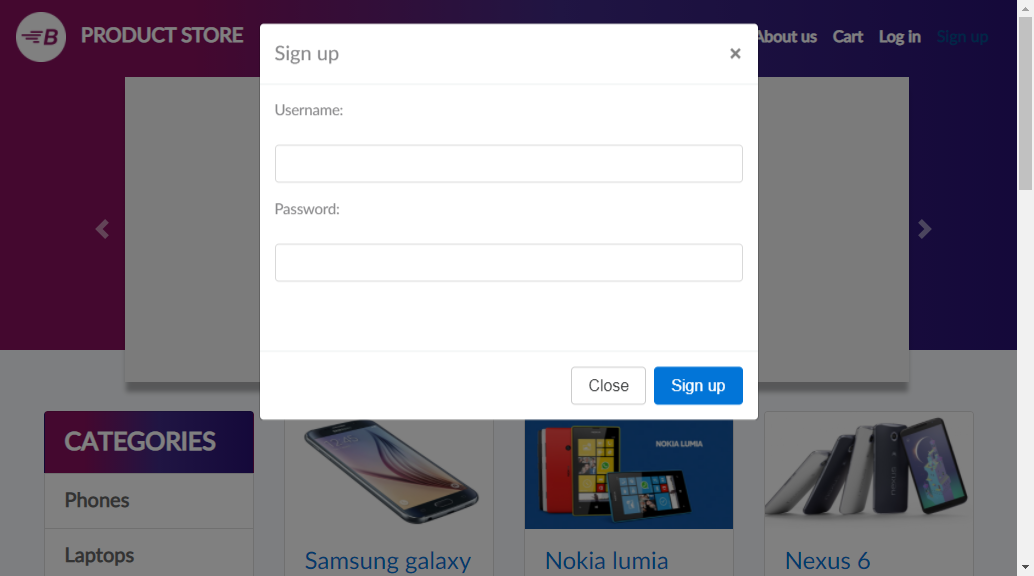 PRODUCT STORE
About us
Cart
Log in
Sign up
Sign up
×
Username:
Password:
Close
Sign up
CATEGORIES
Phones
Laptops
NOKIA LUMIA
Samsung galaxy
Nokia lumia
Nexus 6